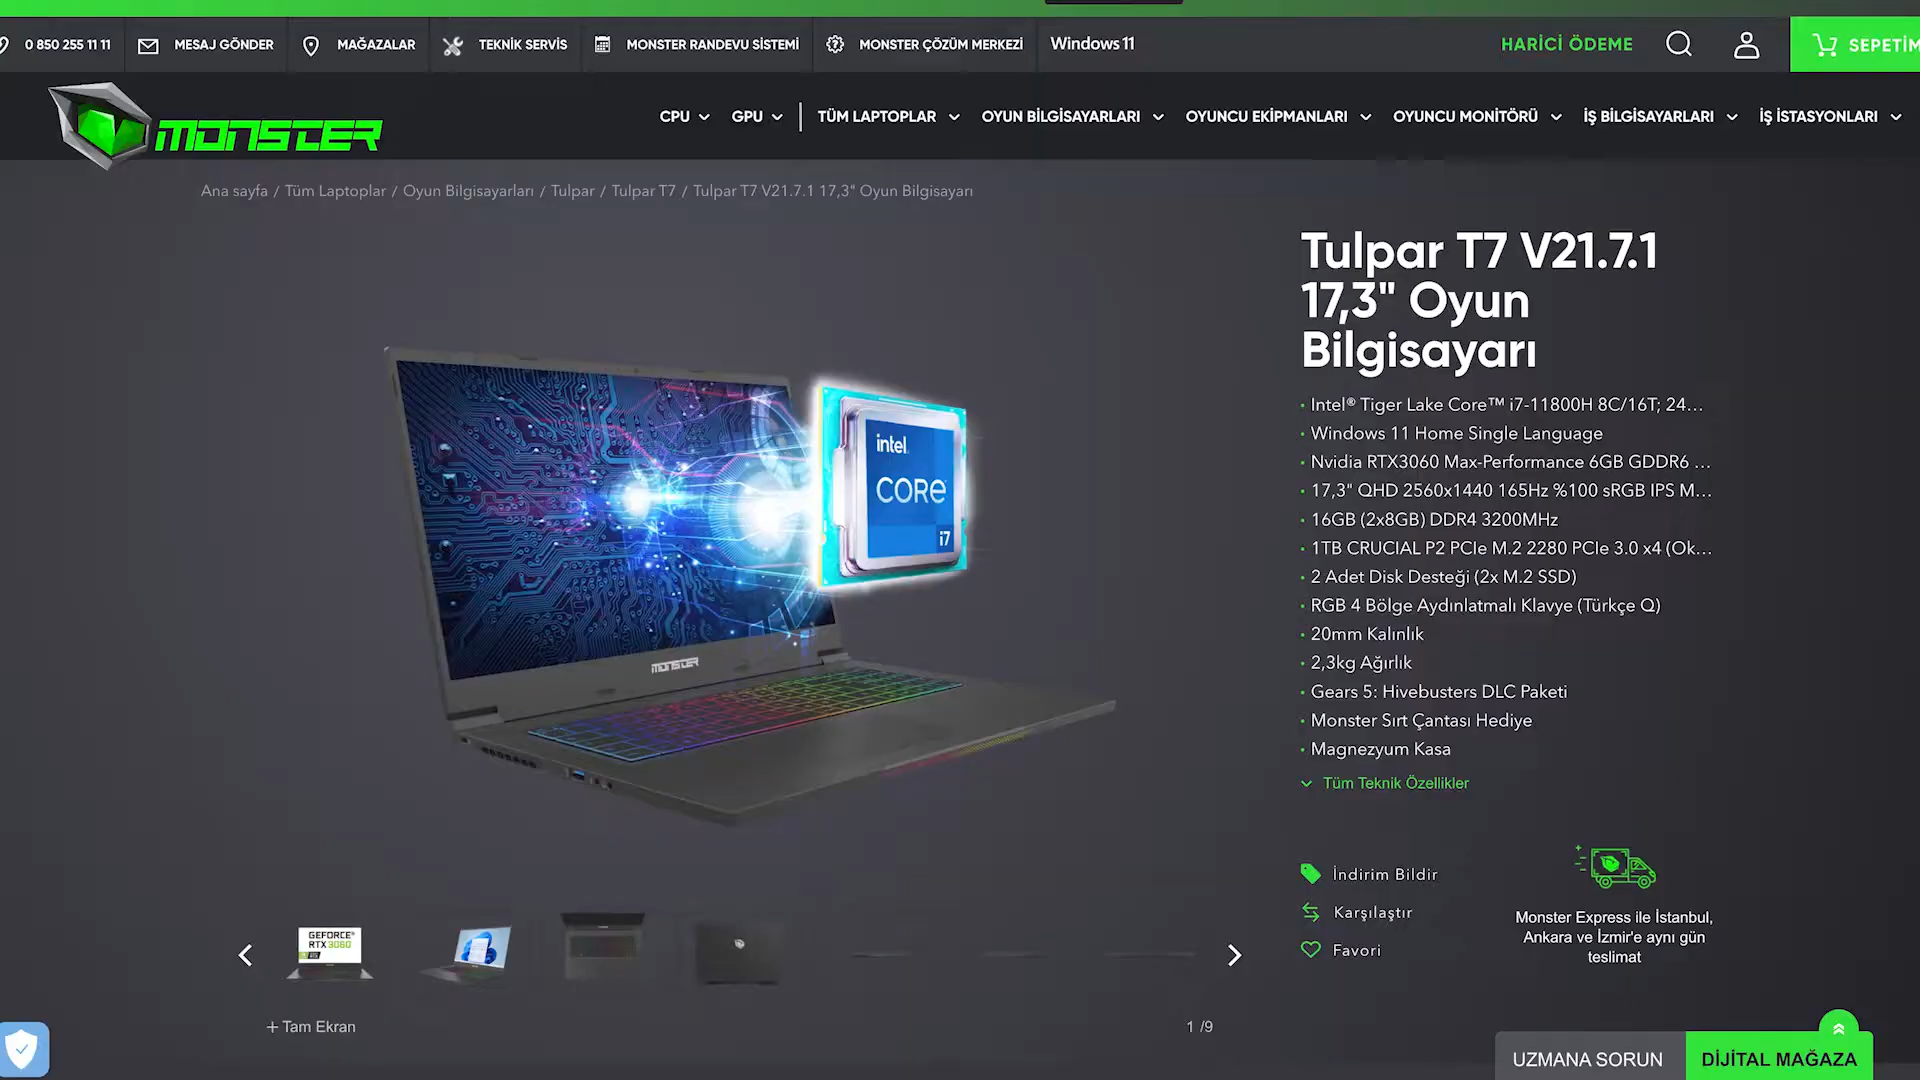 0 850 255 11 11
MESAJ GÖNDER
MAĞAZALAR
TEKNİK SERVİS
MONSTER RANDEVU SİSTEMİ
MONSTER ÇÖZÜM MERKEZİ
Windows 11
HARİCİ ÖDEME
SEPETİM
MONSTER
CPU
GPU
TÜM LAPTOPLAR
OYUN BİLGİSAYARLARI
OYUNCU EKİPMANLARI
OYUNCU MONİTÖRÜ
İŞ BİLGİSAYARLARI
İŞ İSTASYONLARI
Ana sayfa / Tüm Laptoplar / Oyun Bilgisayarları / Tulpar / Tulpar T7 / Tulpar T7 V21.7.1 17,3" Oyun Bilgisayarı
Tulpar T7 V21.7.1
17,3" Oyun
Bilgisayarı
Intel® Tiger Lake Core™ i7-11800H 8C/16T; 24...
Windows 11 Home Single Language
Nvidia RTX3060 Max-Performance 6GB GDDR6 ...
17,3" QHD 2560x1440 165Hz %100 sRGB IPS M...
16GB (2x8GB) DDR4 3200MHz
1TB CRUCIAL P2 PCIe M.2 2280 PCIe 3.0 x4 (Ok...
2 Adet Disk Desteği (2x M.2 SSD)
RGB 4 Bölge Aydınlatmalı Klavye (Türkçe Q)
20mm Kalınlık
2,3kg Ağırlık
Gears 5: Hivebusters DLC Paketi
Monster Sırt Çantası Hediye
Magnezyum Kasa
Tüm Teknik Özellikler
intel
CORE
i7
MONSTER
İndirim Bildir
Karşılaştır
Favori
Monster Express ile İstanbul,
Ankara ve İzmir'e aynı gün
teslimat
GEFORCE®
RTX 3060
+ Tam Ekran
1 /9
UZMANA SORUN
DİJİTAL MAĞAZA